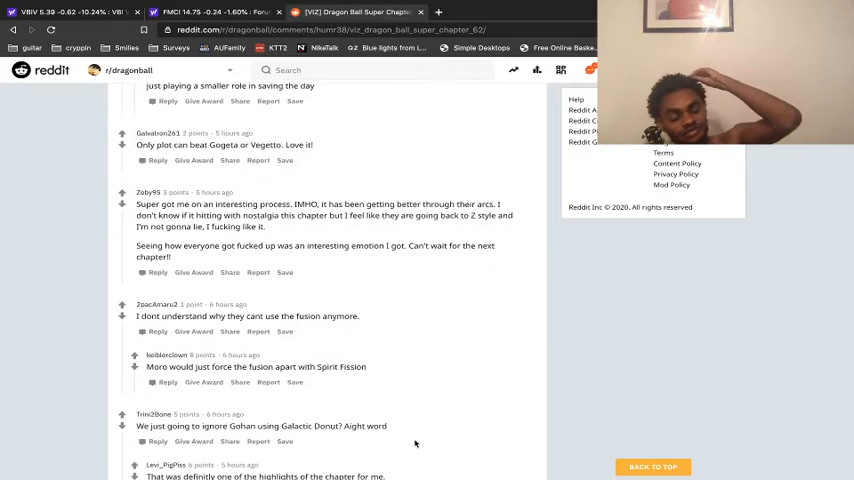 VBIV 5.39 -0.62 -10.24% : VBIV
FMCI 14.75 -0.24 -1.60% : Foru
[VIZ] Dragon Ball Super Chapte
reddit.com/r/dragonball/comments/humr38/viz_dragon_ball_super_chapter_62/
guitar cryppin Smilies Surveys AUFamily KTT2 NikeTalk Blue lights from l... Simple Desktops Free Online Baske...
reddit r/dragonball Search
just playing a smaller role in saving the day
Reply Give Award Share Report Save
Galvatron261 2 points · 5 hours ago
Only plot can beat Gogeta or Vegetto. Love it!
Reply Give Award Share Report Save
Zeby95 3 points · 5 hours ago
Super got me on an interesting process. IMHO, it has been getting better through their arcs. I
don't know if it hitting with nostalgia this chapter but I feel like they are going back to Z style and
I'm not gonna lie, I fucking like it.
Seeing how everyone got fucked up was an interesting emotion I got. Can't wait for the next
chapter!!
Reply Give Award Share Report Save
2pacAmaru2 1 point · 6 hours ago
I dont understand why they cant use the fusion anymore.
Reply Give Award Share Report Save
keiblerclown 8 points · 6 hours ago
Moro would just force the fusion apart with Spirit Fission
Reply Give Award Share Report Save
Trini2Bone 5 points · 6 hours ago
We just going to ignore Gohan using Galactic Donut? Aight word
Reply Give Award Share Report Save
Levi_PigPiss 6 points · 5 hours ago
That was definitly one of the highlights of the chapter for me.
Help
Reddit A
Reddit C
Reddit P
Reddit G
Terms
Content Policy
Privacy Policy
Mod Policy
Reddit Inc © 2020. All rights reserved
BACK TO TOP